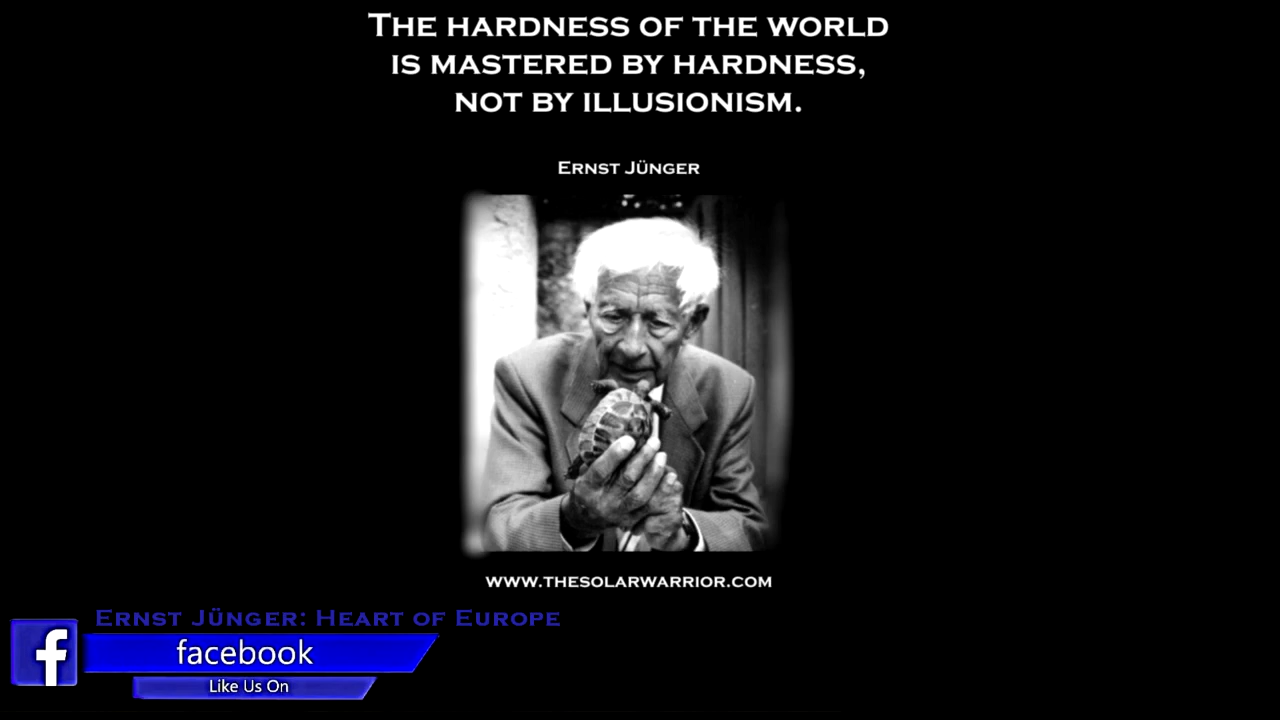 The hardness of the world
is mastered by hardness,
not by illusionism.
Ernst Jünger
www.thesolarwarrior.com
Ernst Jünger: Heart of Europe
f
facebook
Like Us On